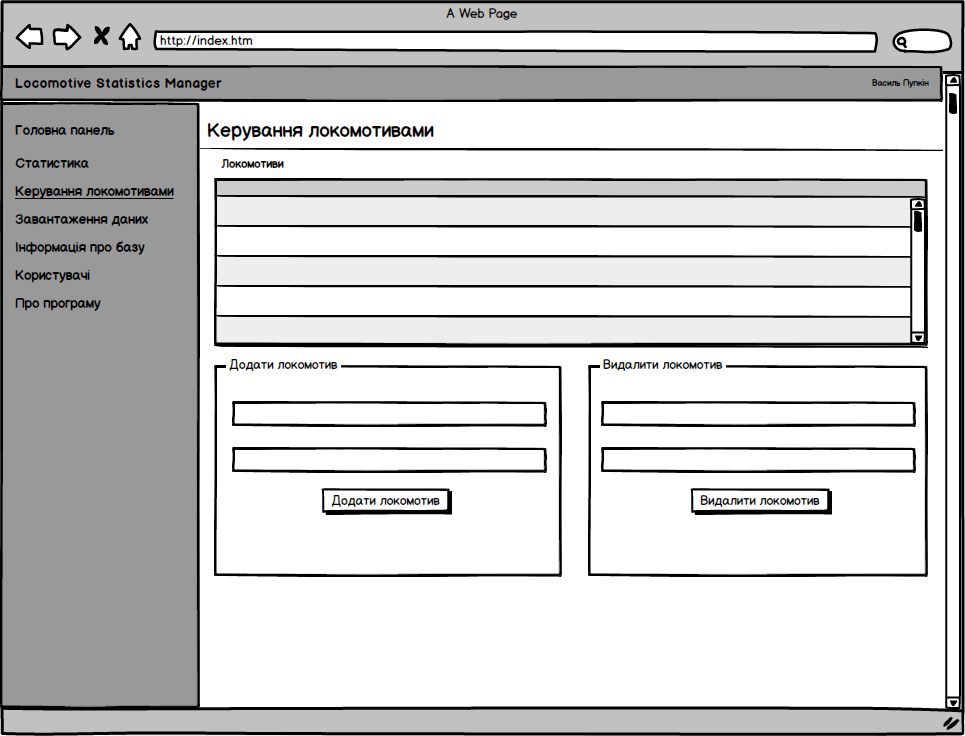 A Web Page
http://index.htm
Locomotive Statistics Manager
Василь Пупкін
Головна панель
Статистика
Керування локомотивами
Завантаження даних
Інформація про базу
Користувачі
Про програму
Керування локомотивами
Локомотиви
Додати локомотив
Видалити локомотив
Додати локомотив
Видалити локомотив